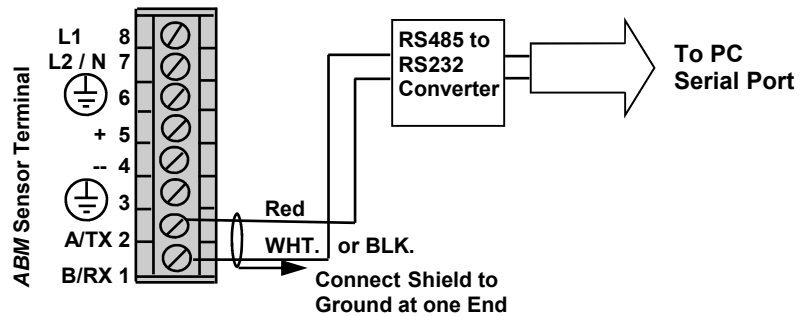 ABM Sensor Terminal
L1 8
L2 / N 7
6
+ 5
-- 4
3
A/TX 2
B/RX 1
Red
WHT. or BLK.
Connect Shield to
Ground at one End
RS485 to
RS232
Converter
To PC
Serial Port